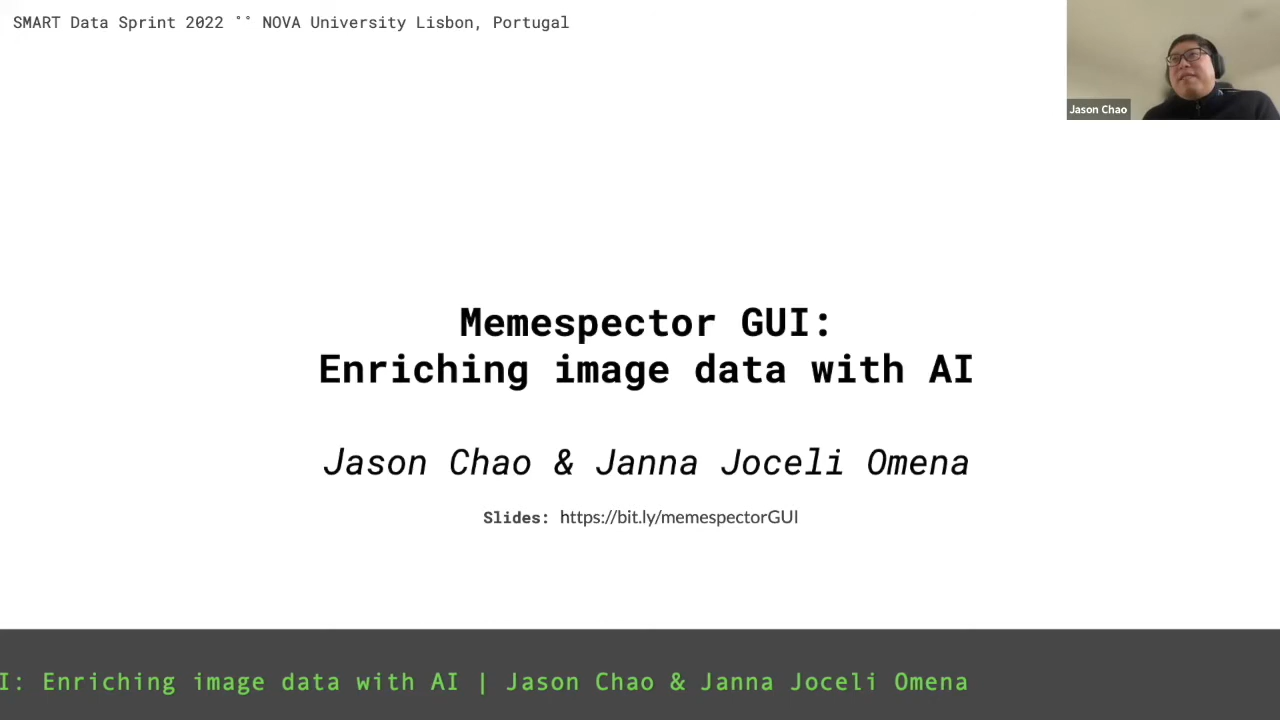 SMART Data Sprint 2022 °° NOVA University Lisbon, Portugal
Jason Chao
Memespector GUI:
Enriching image data with AI
Jason Chao & Janna Joceli Omena
Slides: https://bit.ly/memespectorGUI
I: Enriching image data with AI | Jason Chao & Janna Joceli Omena